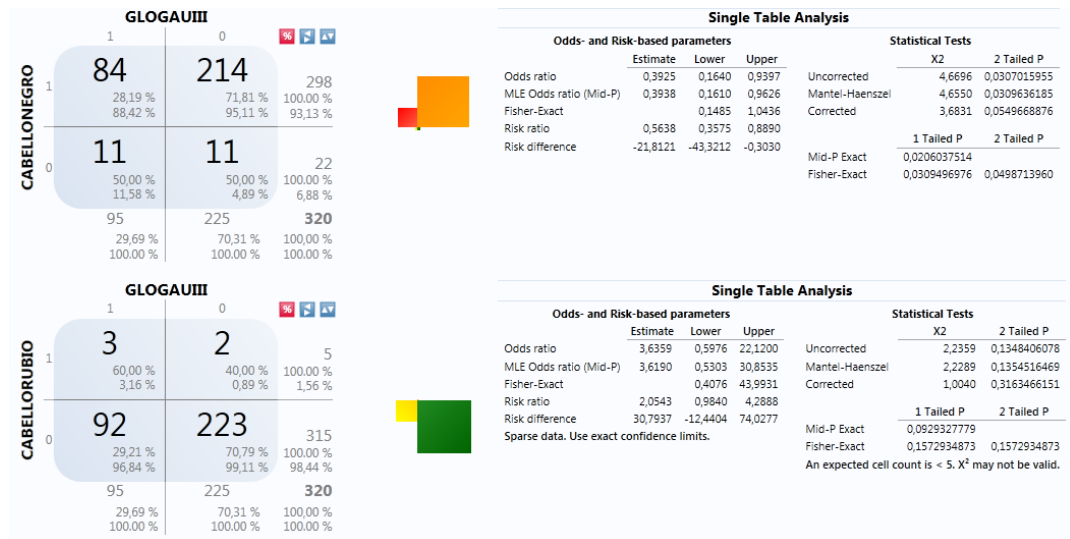 GLOGAUIII
1 0 %
CABELLONEGRO
1 84 214 298
28,19 % 71,81 % 100.00 %
88,42 % 95,11 % 93,13 %
0 11 11 22
50,00 % 50,00 % 100.00 %
11,58 % 4,89 % 6,88 %
95 225 320
29,69 % 70,31 % 100,00 %
100.00 % 100.00 % 100.00 %
Single Table Analysis
Odds- and Risk-based parameters
Estimate Lower Upper
Odds ratio 0,3925 0,1640 0,9397
MLE Odds ratio (Mid-P) 0,3938 0,1610 0,9626
Fisher-Exact 0,1485 1,0436
Risk ratio 0,5638 0,3575 0,8890
Risk difference -21,8121 -43,3212 -0,3030
Statistical Tests
X2 2 Tailed P
Uncorrected 4,6696 0,0307015955
Mantel-Haenszel 4,6550 0,0309636185
Corrected 3,6831 0,0549668876
1 Tailed P 2 Tailed P
Mid-P Exact 0,0206037514
Fisher-Exact 0,0309496976 0,0498713960
GLOGAUIII
1 0 %
CABELLORUBIO
1 3 2 5
60,00 % 40,00 % 100.00 %
3,16 % 0,89 % 1,56 %
0 92 223 315
29,21 % 70,79 % 100.00 %
96,84 % 99,11 % 98,44 %
95 225 320
29,69 % 70,31 % 100,00 %
100.00 % 100.00 % 100.00 %
Single Table Analysis
Odds- and Risk-based parameters
Estimate Lower Upper
Odds ratio 3,6359 0,5976 22,1200
MLE Odds ratio (Mid-P) 3,6190 0,5303 30,8535
Fisher-Exact 0,4076 43,9931
Risk ratio 2,0543 0,9840 4,2888
Risk difference 30,7937 -12,4404 74,0277
Sparse data. Use exact confidence limits.
Statistical Tests
X2 2 Tailed P
Uncorrected 2,2359 0,1348406078
Mantel-Haenszel 2,2289 0,1354516469
Corrected 1,0040 0,3163466151
1 Tailed P 2 Tailed P
Mid-P Exact 0,0929327779
Fisher-Exact 0,1572934873 0,1572934873
An expected cell count is < 5. X² may not be valid.